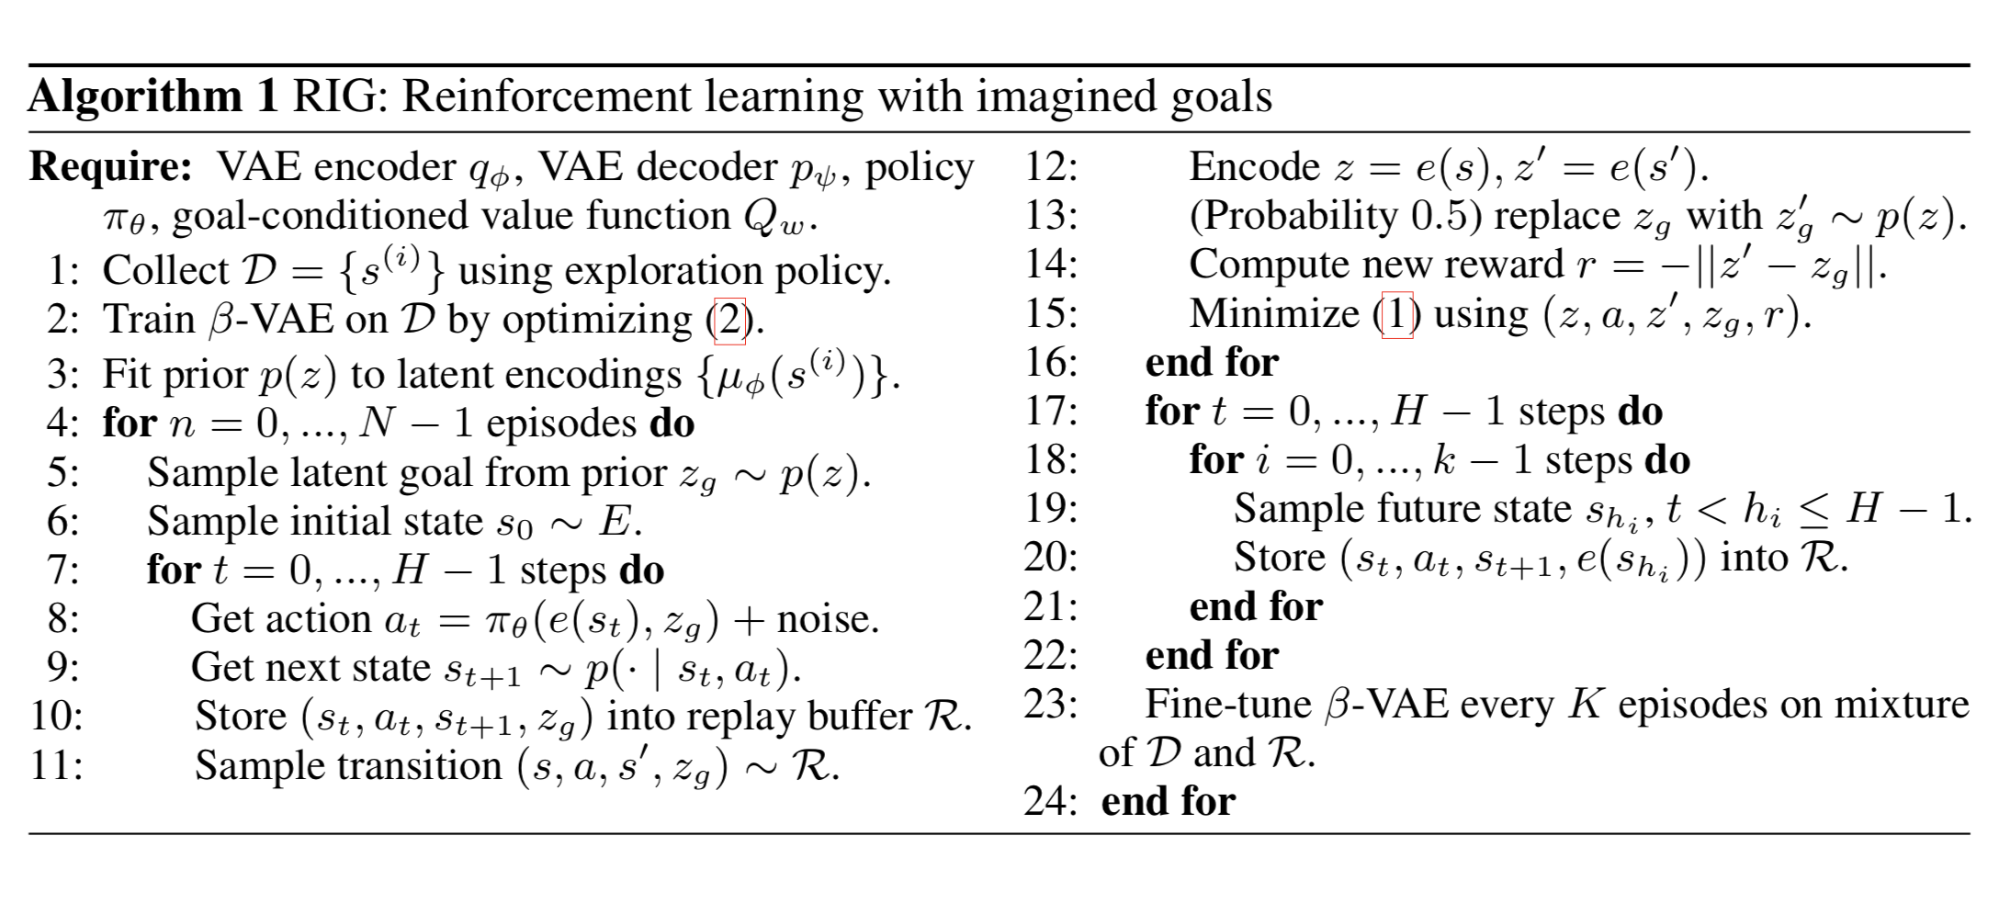 Algorithm 1 RIG: Reinforcement learning with imagined goals
Require: VAE encoder $q_\phi$, VAE decoder $p_\psi$, policy
$\pi_\theta$, goal-conditioned value function $Q_w$.
1: Collect $\mathcal{D} = \{s^{(i)}\}$ using exploration policy.
2: Train $\beta$-VAE on $\mathcal{D}$ by optimizing (2).
3: Fit prior $p(z)$ to latent encodings $\{\mu_\phi(s^{(i)})\}$.
4: for $n = 0, ..., N - 1$ episodes do
5: Sample latent goal from prior $z_g \sim p(z)$.
6: Sample initial state $s_0 \sim E$.
7: for $t = 0, ..., H - 1$ steps do
8: Get action $a_t = \pi_\theta(e(s_t), z_g) + \text{noise}$.
9: Get next state $s_{t+1} \sim p(\cdot \mid s_t, a_t)$.
10: Store $(s_t, a_t, s_{t+1}, z_g)$ into replay buffer $\mathcal{R}$.
11: Sample transition $(s, a, s', z_g) \sim \mathcal{R}$.
12: Encode $z = e(s), z' = e(s')$.
13: (Probability 0.5) replace $z_g$ with $z'_g \sim p(z)$.
14: Compute new reward $r = -||z' - z_g||$.
15: Minimize (1) using $(z, a, z', z_g, r)$.
16: end for
17: for $t = 0, ..., H - 1$ steps do
18: for $i = 0, ..., k - 1$ steps do
19: Sample future state $s_{h_i}, t < h_i \leq H - 1$.
20: Store $(s_t, a_t, s_{t+1}, e(s_{h_i}))$ into $\mathcal{R}$.
21: end for
22: end for
23: Fine-tune $\beta$-VAE every $K$ episodes on mixture
of $\mathcal{D}$ and $\mathcal{R}$.
24: end for